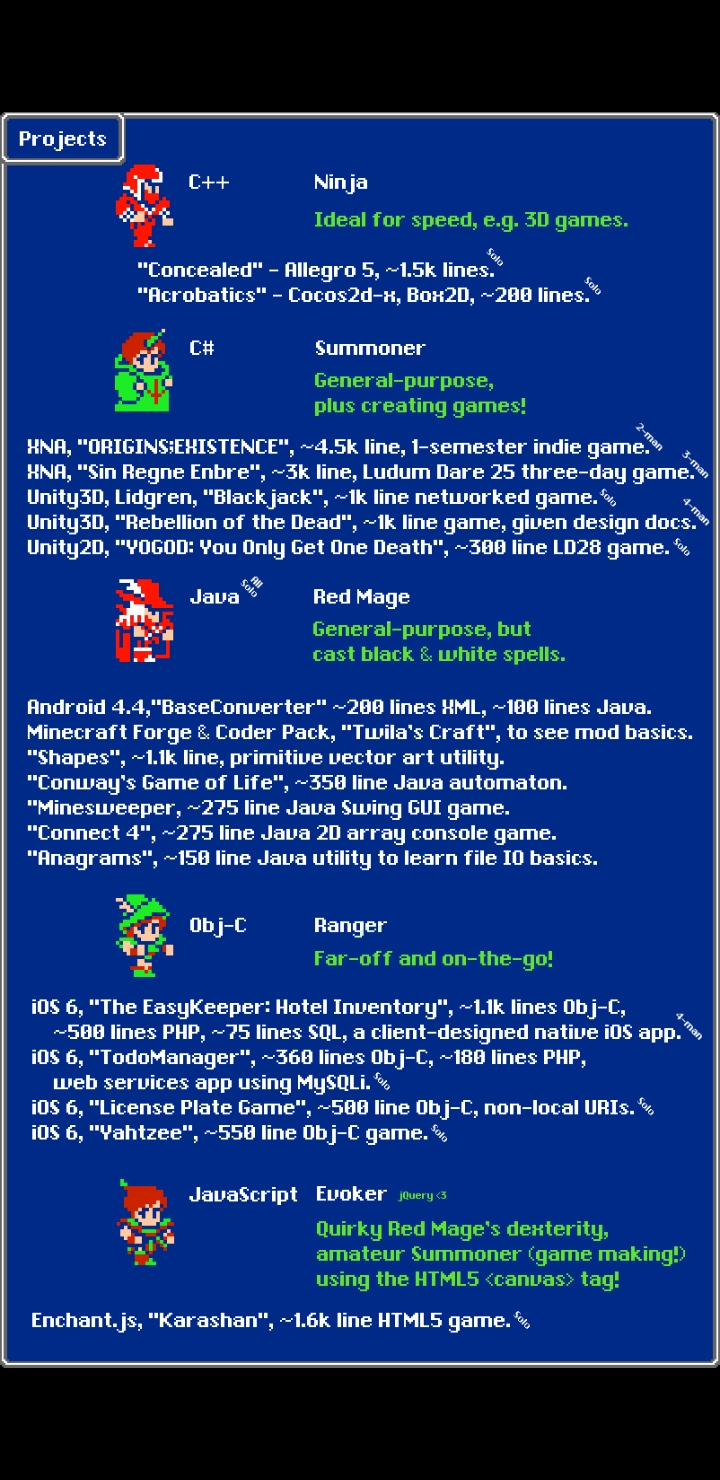 Projects
C++ Ninja
Ideal for speed, e.g. 3D games.
"Concealed" - Allegro 5, ~1.5k lines. Solo
"Acrobatics" - Cocos2d-x, Box2D, ~200 lines. Solo
C# Summoner
General-purpose,
plus creating games!
XNA, "ORIGINS;EXISTENCE", ~4.5k line, 1-semester indie game. 2-man
XNA, "Sin Regne Enbre", ~3k line, Ludum Dare 25 three-day game. 3-man
Unity3D, Lidgren, "Blackjack", ~1k line networked game. Solo
Unity3D, "Rebellion of the Dead", ~1k line game, given design docs. 4-man
Unity2D, "YOGOD: You Only Get One Death", ~300 line LD28 game. Solo
Java All Solo Red Mage
General-purpose, but
cast black & white spells.
Android 4.4,"BaseConverter" ~200 lines XML, ~100 lines Java.
Minecraft Forge & Coder Pack, "Twila's Craft", to see mod basics.
"Shapes", ~1.1k line, primitive vector art utility.
"Conway's Game of Life", ~350 line Java automaton.
"Minesweeper, ~275 line Java Swing GUI game.
"Connect 4", ~275 line Java 2D array console game.
"Anagrams", ~150 line Java utility to learn file IO basics.
Obj-C Ranger
Far-off and on-the-go!
iOS 6, "The EasyKeeper: Hotel Inventory", ~1.1k lines Obj-C,
~500 lines PHP, ~75 lines SQL, a client-designed native iOS app. 4-man
iOS 6, "TodoManager", ~360 lines Obj-C, ~180 lines PHP,
web services app using MySQLi. Solo
iOS 6, "License Plate Game", ~500 line Obj-C, non-local URIs. Solo
iOS 6, "Yahtzee", ~550 line Obj-C game. Solo
JavaScript Evoker jQuery <3
Quirky Red Mage's dexterity,
amateur Summoner (game making!)
using the HTML5 <canvas> tag!
Enchant.js, "Karashan", ~1.6k line HTML5 game. Solo